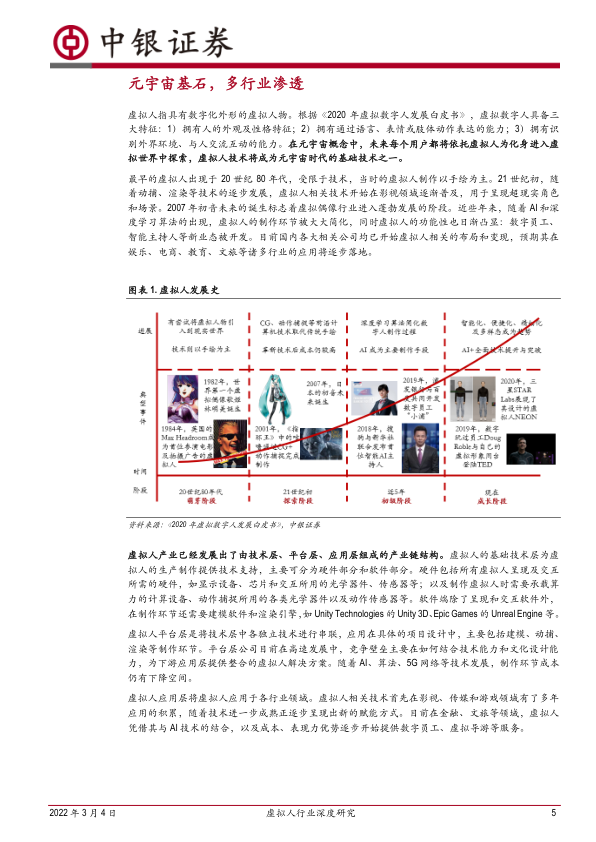 中银证券
元宇宙基石，多行业渗透
虚拟人指具有数字化外形的虚拟人物。根据《2020 年虚拟数字人发展白皮书》，虚拟数字人具备三
大特征：1）拥有人的外观及性格特征；2）拥有通过语言、表情或肢体动作表达的能力；3）拥有识
别外界环境、与人交流互动的能力。在元宇宙概念中，未来每个用户都将依托虚拟人为化身进入虚
拟世界中探索，虚拟人技术将成为元宇宙时代的基础技术之一。
最早的虚拟人出现于 20 世纪 80 年代，受限于技术，当时的虚拟人制作以手绘为主。21 世纪初，随
着动捕、渲染等技术的逐步发展，虚拟人相关技术开始在影视领域逐渐普及，用于呈现超现实角色
和场景。2007 年初音未来的诞生标志着虚拟偶像行业进入蓬勃发展的阶段。近些年来，随着 AI 和深
度学习算法的出现，虚拟人的制作环节被大大简化，同时虚拟人的功能性也日渐凸显：数字员工、
智能主持人等新业态被开发。目前国内各大相关公司均已开始虚拟人相关的布局和变现，预期其在
娱乐、电商、教育、文旅等诸多行业的应用将逐步落地。
图表 1. 虚拟人发展史
进展
有尝试将虚拟人物引
入到现实世界
技术则以手绘为主
CG、动作捕捉等前沿计
算机技术取代传统手绘
革新技术后成本仍较高
深度学习算法简化数
字人制作过程
AI 成为主要制作手段
智能化、便捷化、精细化
及多样态成为趋势
AI+全面技术提升与突破
典型事件
1982年，世
界第一个虚
拟偶像歌姬
林明美诞生
1984年，英国的
Max Headroom成
为首位参演电影
及拍摄广告的虚
拟人
2007年，日
本的初音未
来诞生
2001年，《指
环王》中的咕
噜通过CG+
动作捕捉完成
制作
2019年，浦
发银行与百
度共同开发
数字员工
“小浦”
2018年，搜
狗与新华社
联合发布首
位智能AI主
持人
2020年，三
星STAR
Labs展现了
其设计的虚
拟人NEON
2019年，数字
王国员工Doug
Roble与自己的
虚拟形象同台
登陆TED
时间
阶段
20世纪80年代
萌芽阶段
21世纪初
探索阶段
近5年
初级阶段
现在
成长阶段
资料来源：《2020 年虚拟数字人发展白皮书》，中银证券
虚拟人产业已经发展出了由技术层、平台层、应用层组成的产业链结构。虚拟人的基础技术层为虚
拟人的生产制作提供技术支持，主要可分为硬件部分和软件部分。硬件包括所有虚拟人呈现及交互
所需的硬件，如显示设备、芯片和交互所用的光学器件、传感器等；以及制作虚拟人时需要承载算
力的计算设备、动作捕捉所用的各类光学器件以及动作传感器等。软件端除了呈现和交互软件外，
在制作环节还需要建模软件和渲染引擎，如 Unity Technologies 的 Unity 3D、Epic Games 的 Unreal Engine 等。
虚拟人平台层是将技术层中各独立技术进行串联，应用在具体的项目设计中，主要包括建模、动捕、
渲染等制作环节。平台层公司目前在高速发展中，竞争壁垒主要在如何结合技术能力和文化设计能
力，为下游应用层提供整合的虚拟人解决方案。随着 AI、算法、5G 网络等技术发展，制作环节成本
仍有下降空间。
虚拟人应用层将虚拟人应用于各行业领域。虚拟人相关技术首先在影视、传媒和游戏领域有了多年
应用的积累，随着技术进一步成熟正逐步呈现出新的赋能方式。目前在金融、文旅等领域，虚拟人
凭借其与 AI 技术的结合，以及成本、表现力优势逐步开始提供数字员工、虚拟导游等服务。
2022 年 3 月 4 日
虚拟人行业深度研究
5